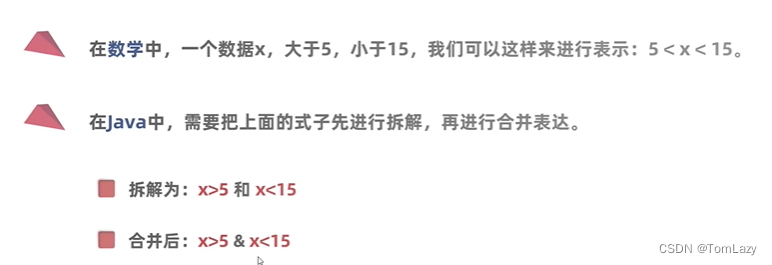 在数学中，一个数据x，大于5，小于15，我们可以这样来进行表示：5 < x < 15。
在Java中，需要把上面的式子先进行拆解，再进行合并表达。
拆解为：x>5 和 x<15
合并后：x>5 & x<15
CSDN @TomLazy